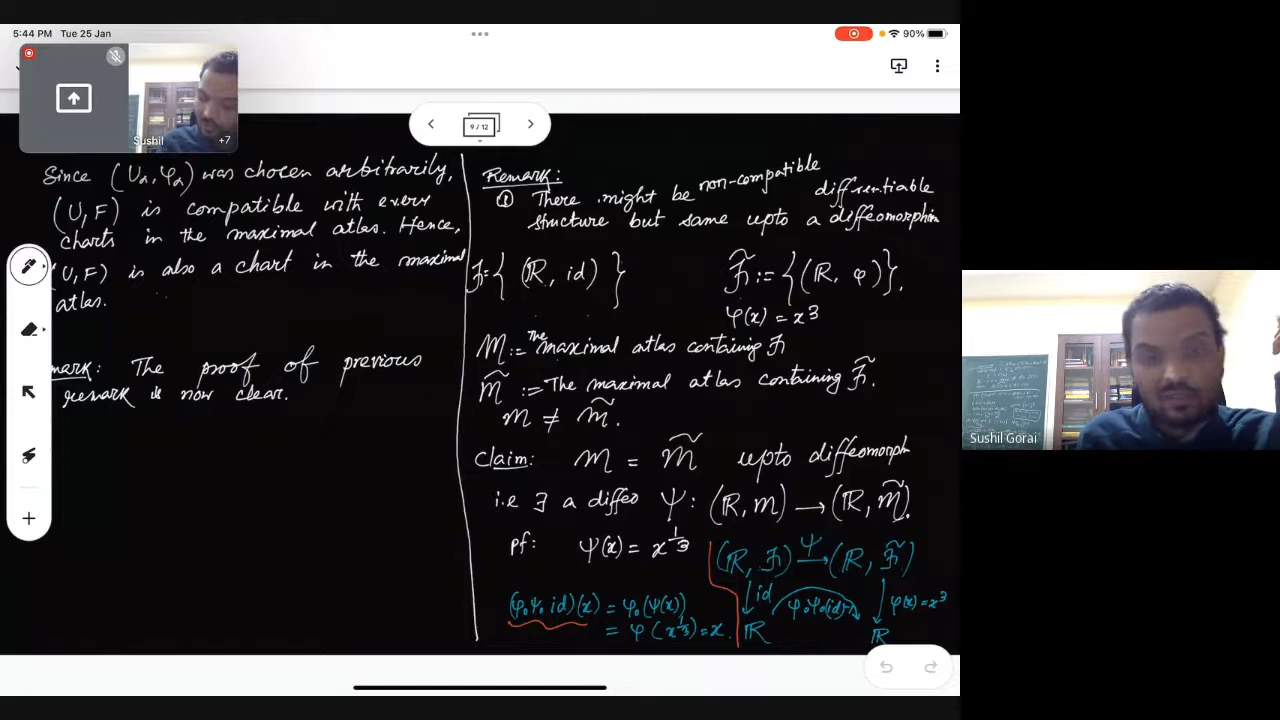 5:44 PM Tue 25 Jan
90%
Sushil
+7
9 / 12
Since (Uα, φα) was chosen arbitrarily,
(U, F) is compatible with every
charts in the maximal atlas. Hence,
(U, F) is also a chart in the maximal
atlas.
mark: The proof of previous
remark is now clear.
Remark:
① There might be non-compatible diffrentiable
structure but same upto a diffeomorphism
F = { (ℝ, id) }
F̃ := {(ℝ, φ)}.
φ(x) = x³
M := The maximal atlas containing F
M̃ := The maximal atlas containing F̃.
M ≠ M̃.
Claim: M = M̃ upto diffeomorph
i.e ∃ a diffeo Ψ: (ℝ, M) → (ℝ, M̃).
pf: Ψ(x) = x^{1/3}
(ℝ, F) —Ψ→ (ℝ, F̃)
↓ id φ∘Ψ∘(id)⁻¹ ↓ φ(x)=x³
ℝ ℝ
(φ∘Ψ∘id)(x) = φ∘(Ψ(x))
= φ(x^{1/3}) = x.
Sushil Gorai